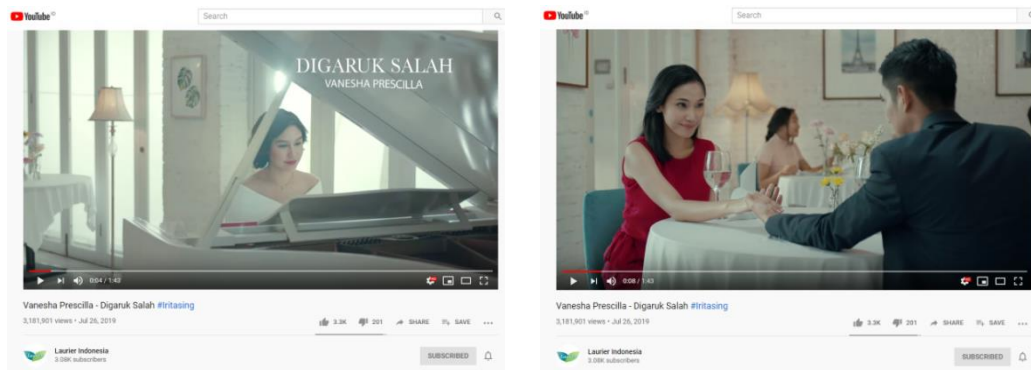 YouTube ID
Search
DIGARUK SALAH
VANESHA PRESCILLA
0:04 / 1:43
Vanesha Prescilla - Digaruk Salah #Iritasing
3,181,901 views • Jul 26, 2019
3.3K
201
SHARE
SAVE
Laurier Indonesia
3.08K subscribers
SUBSCRIBED
YouTube ID
Search
0:08 / 1:43
Vanesha Prescilla - Digaruk Salah #Iritasing
3,181,901 views • Jul 26, 2019
3.3K
201
SHARE
SAVE
Laurier Indonesia
3.08K subscribers
SUBSCRIBED